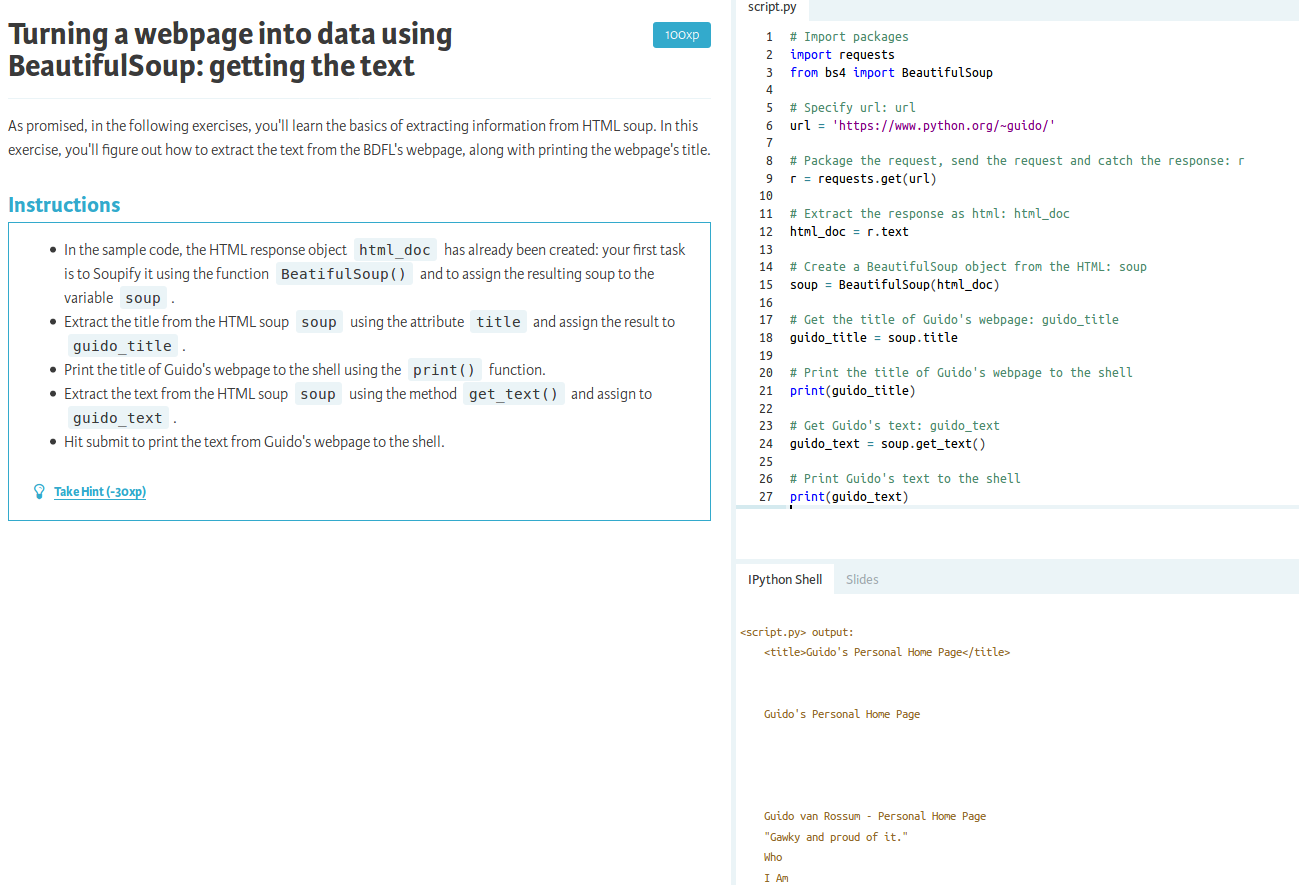 Turning a webpage into data using
BeautifulSoup: getting the text
100xp
As promised, in the following exercises, you'll learn the basics of extracting information from HTML soup. In this
exercise, you'll figure out how to extract the text from the BDFL's webpage, along with printing the webpage's title.
Instructions
• In the sample code, the HTML response object html_doc has already been created: your first task
is to Soupify it using the function BeatifulSoup() and to assign the resulting soup to the
variable soup .
• Extract the title from the HTML soup soup using the attribute title and assign the result to
guido_title .
• Print the title of Guido's webpage to the shell using the print() function.
• Extract the text from the HTML soup soup using the method get_text() and assign to
guido_text .
• Hit submit to print the text from Guido's webpage to the shell.
Take Hint (-30xp)
script.py
1 # Import packages
2 import requests
3 from bs4 import BeautifulSoup
4
5 # Specify url: url
6 url = 'https://www.python.org/~guido/'
7
8 # Package the request, send the request and catch the response: r
9 r = requests.get(url)
10
11 # Extract the response as html: html_doc
12 html_doc = r.text
13
14 # Create a BeautifulSoup object from the HTML: soup
15 soup = BeautifulSoup(html_doc)
16
17 # Get the title of Guido's webpage: guido_title
18 guido_title = soup.title
19
20 # Print the title of Guido's webpage to the shell
21 print(guido_title)
22
23 # Get Guido's text: guido_text
24 guido_text = soup.get_text()
25
26 # Print Guido's text to the shell
27 print(guido_text)
IPython Shell
Slides
<script.py> output:
<title>Guido's Personal Home Page</title>
Guido's Personal Home Page
Guido van Rossum - Personal Home Page
"Gawky and proud of it."
Who
I Am